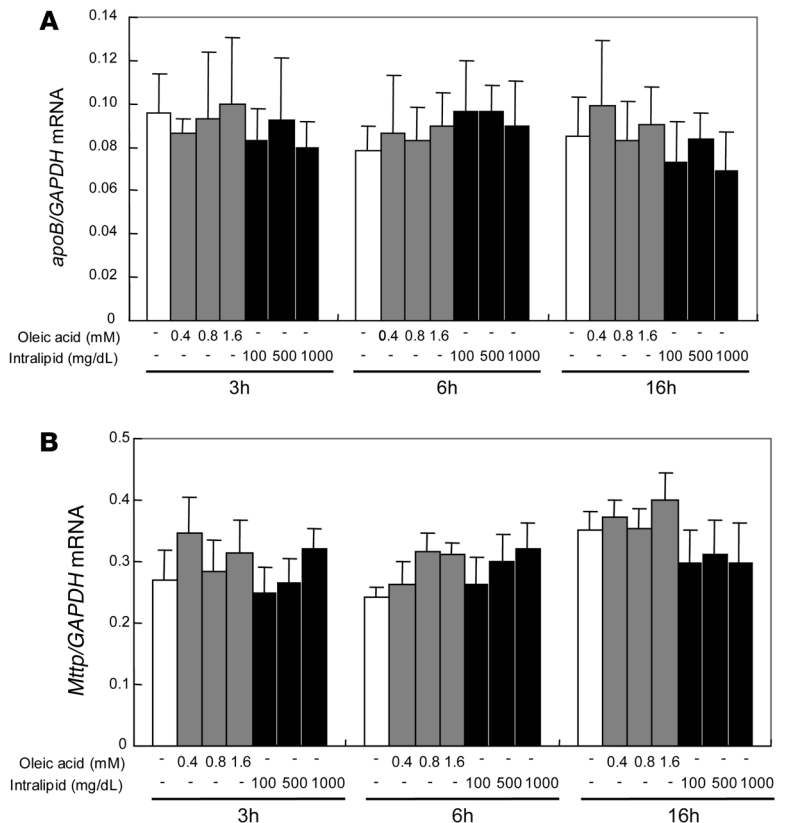 A
0.14
0.12
0.10
0.08
0.06
0.04
0.02
0
apoB/GAPDH mRNA
Oleic acid (mM) - 0.4 0.8 1.6 - - - - 0.4 0.8 1.6 - - - - 0.4 0.8 1.6 - - -
Intralipid (mg/dL) - - - - 100 500 1000 - - - - 100 500 1000 - - - - 100 500 1000
3h 6h 16h
B
0.5
0.4
0.3
0.2
0.1
0
Mttp/GAPDH mRNA
Oleic acid (mM) - 0.4 0.8 1.6 - - - - 0.4 0.8 1.6 - - - - 0.4 0.8 1.6 - - -
Intralipid (mg/dL) - - - - 100 500 1000 - - - - 100 500 1000 - - - - 100 500 1000
3h 6h 16h